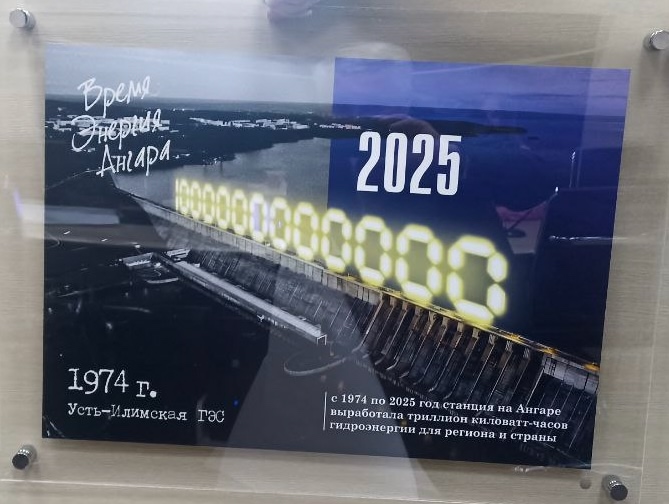 Время
Энергия
Ангара
2025
1000000000000
1974 г.
Усть-Илимская ГЭС
с 1974 по 2025 год станция на Ангаре
выработала триллион киловатт-часов
гидроэнергии для региона и страны